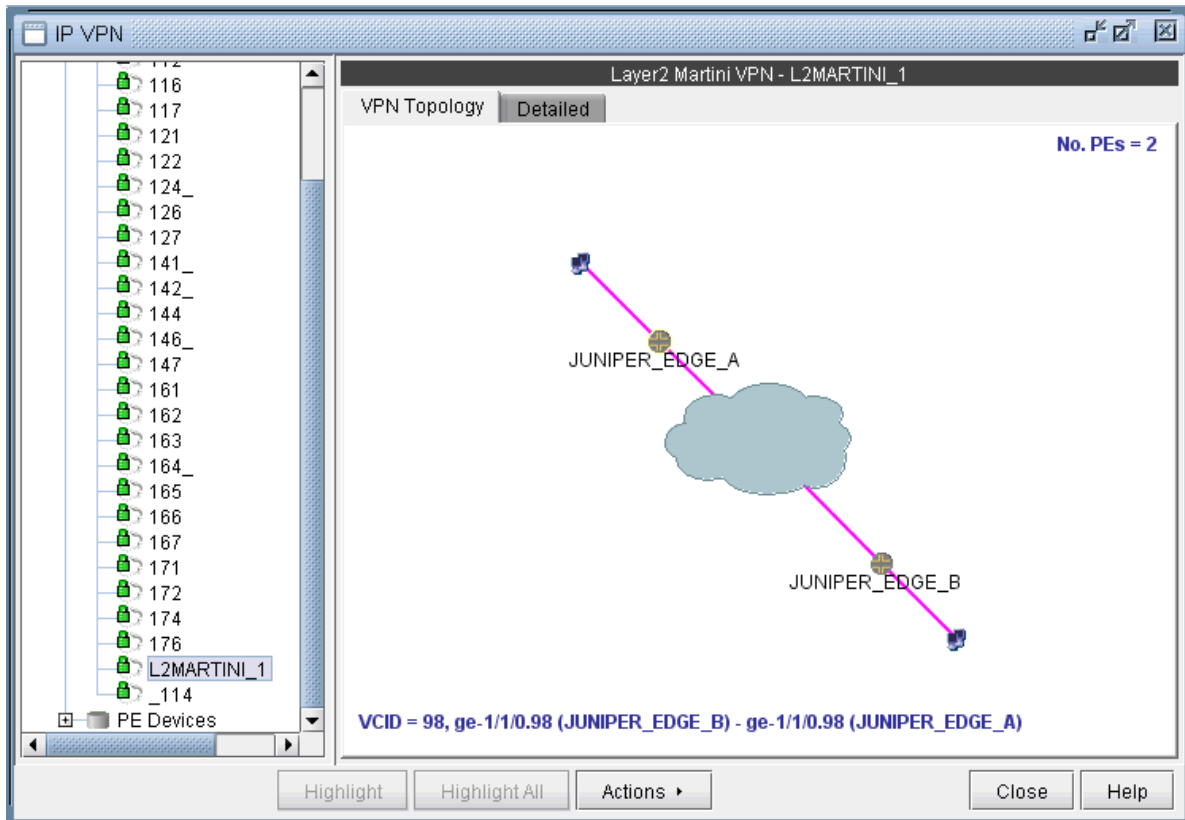 IP VPN
112
116
117
121
122
124_
126
127
141_
142_
144
146_
147
161
162
163
164_
165
166
167
171
172
174
176
L2MARTINI_1
_114
PE Devices
Layer2 Martini VPN - L2MARTINI_1
VPN Topology
Detailed
No. PEs = 2
JUNIPER_EDGE_A
JUNIPER_EDGE_B
VCID = 98, ge-1/1/0.98 (JUNIPER_EDGE_B) - ge-1/1/0.98 (JUNIPER_EDGE_A)
Highlight
Highlight All
Actions
Close
Help